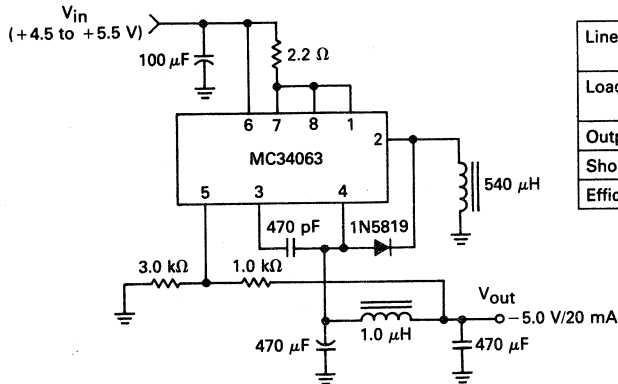 Vin
(+4.5 to +5.5 V)
100 μF
2.2 Ω
6 7 8 1
2
MC34063
5 3 4
540 μH
470 pF
1N5819
3.0 kΩ
1.0 kΩ
1.0 μH
Vout
−5.0 V/20 mA
470 μF
470 μF
Line
Load
Outp
Sho
Effic